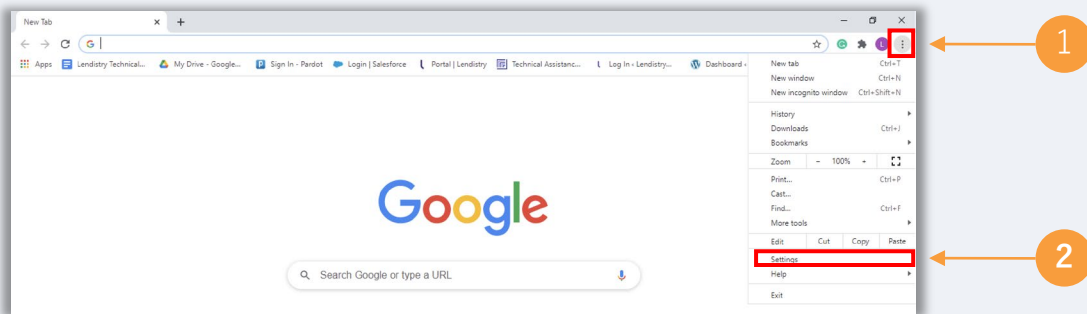 New Tab
G
Apps Lendistry Technical... My Drive - Google... Sign In - Pardot Login | Salesforce Portal | Lendistry Technical Assistanc... Log In ‹ Lendistry... Dashboard ‹
New tab Ctrl+T
New window Ctrl+N
New incognito window Ctrl+Shift+N
History
Downloads Ctrl+J
Bookmarks
Zoom - 100% +
Print... Ctrl+P
Cast...
Find... Ctrl+F
More tools
Edit Cut Copy Paste
Settings
Help
Exit
Google
Search Google or type a URL
1
2